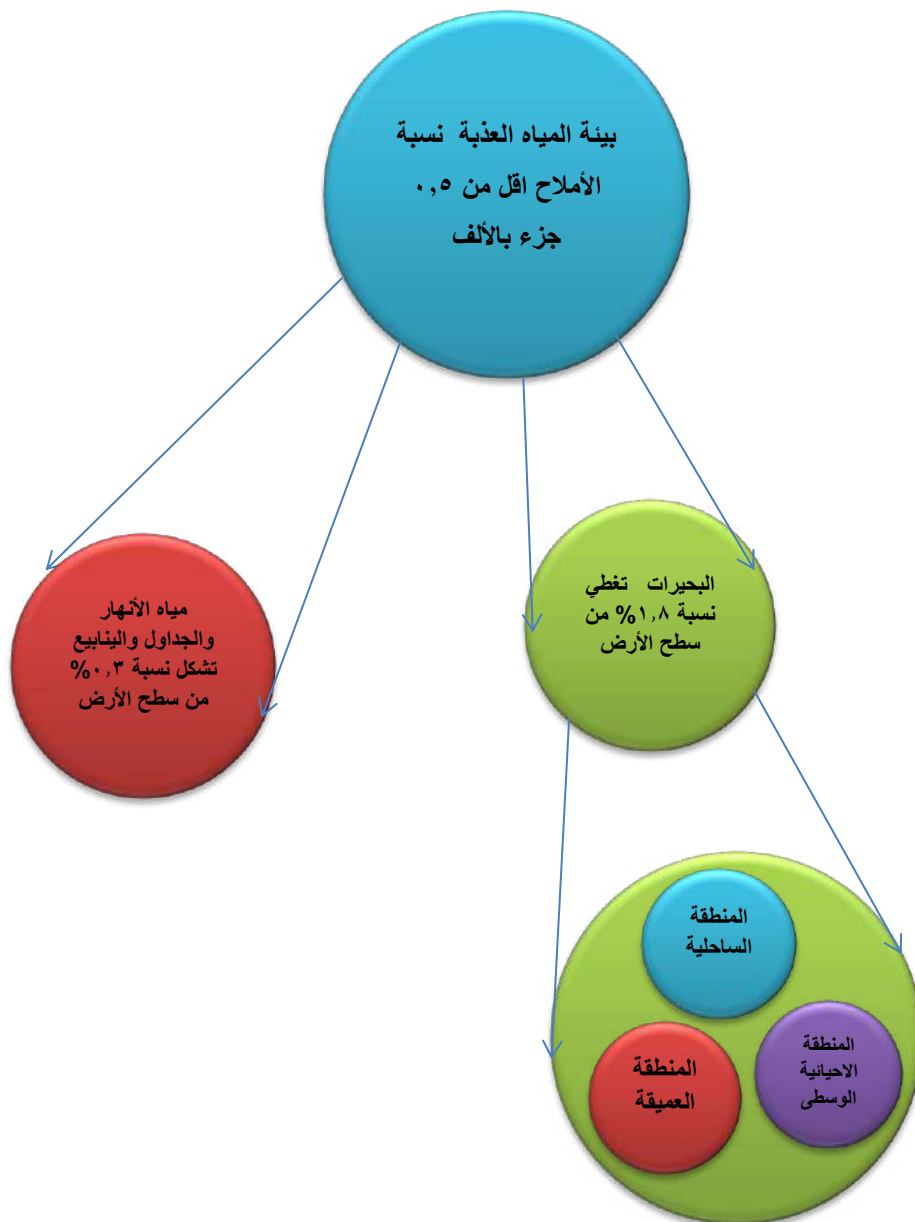 بيئة المياه العذبة نسبة
الأملاح اقل من ٠,٥
جزء بالألف
البحيرات تغطي
نسبة ١,٨% من
سطح الأرض
مياه الأنهار
والجداول والينابيع
تشكل نسبة ٠,٣%
من سطح الأرض
المنطقة
الساحلية
المنطقة
الاحيائية
الوسطى
المنطقة
العميقة